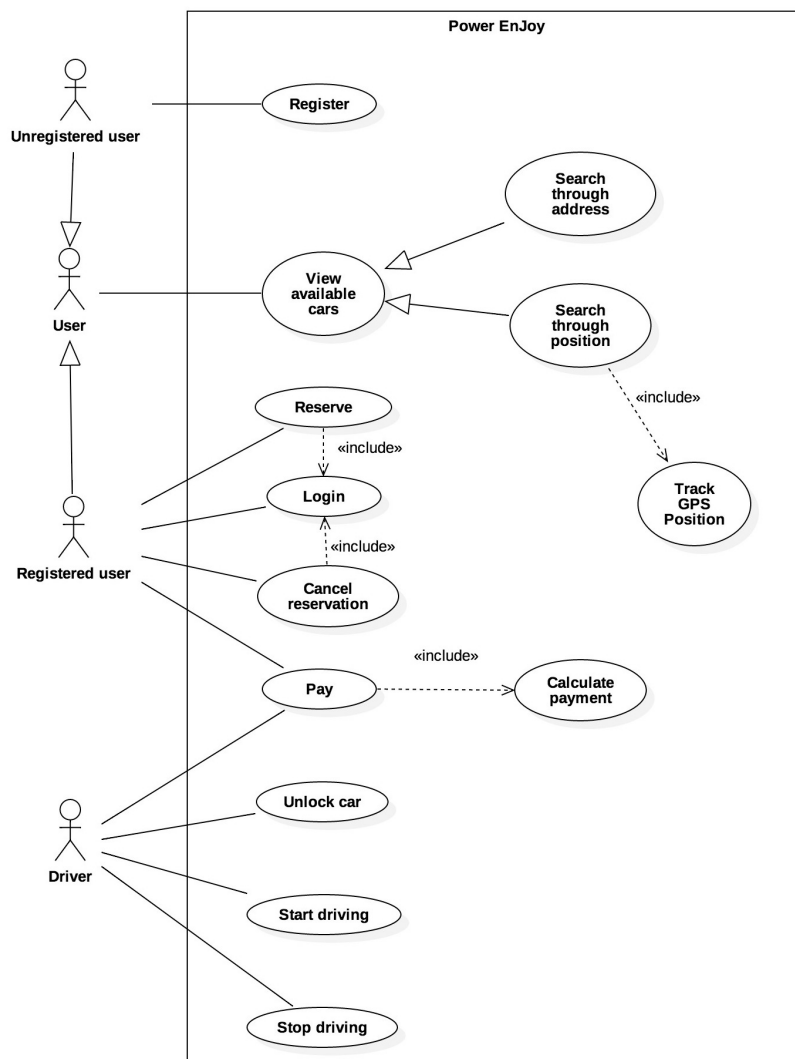 Power EnJoy
Register
Unregistered user
Search
through
address
View
available
cars
User
Search
through
position
«include»
Reserve
«include»
Login
Track
GPS
Position
«include»
Registered user
Cancel
reservation
«include»
Pay
Calculate
payment
Unlock car
Driver
Start driving
Stop driving